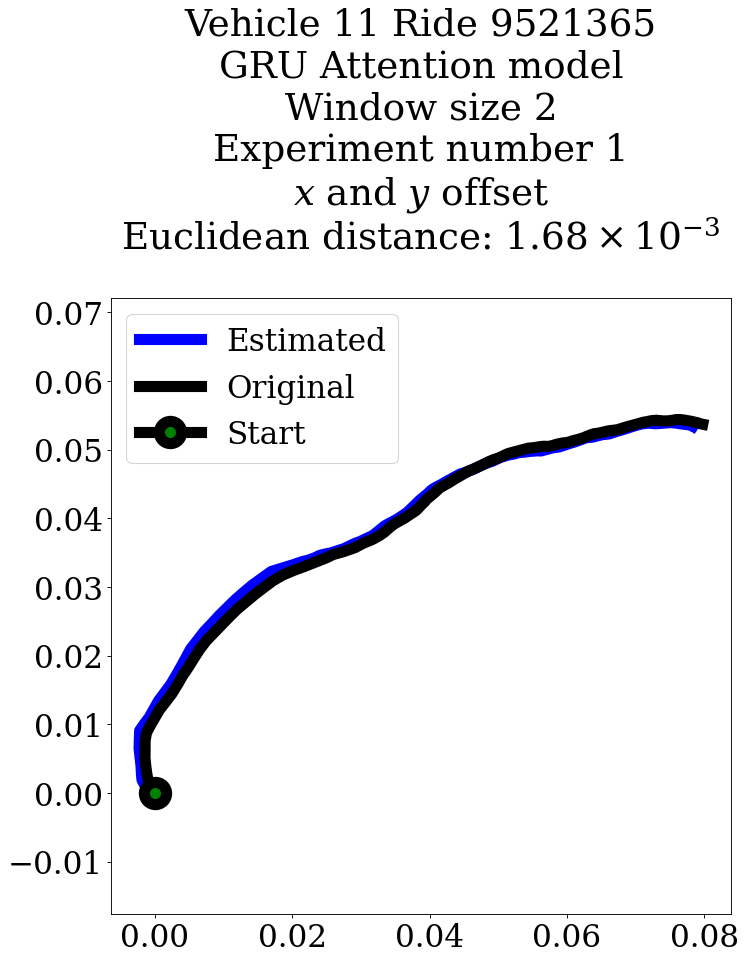 Vehicle 11 Ride 9521365
GRU Attention model
Window size 2
Experiment number 1
x and y offset
Euclidean distance: 1.68 × 10⁻³
0.07
0.06
0.05
0.04
0.03
0.02
0.01
0.00
−0.01
Estimated
Original
Start
0.00 0.02 0.04 0.06 0.08